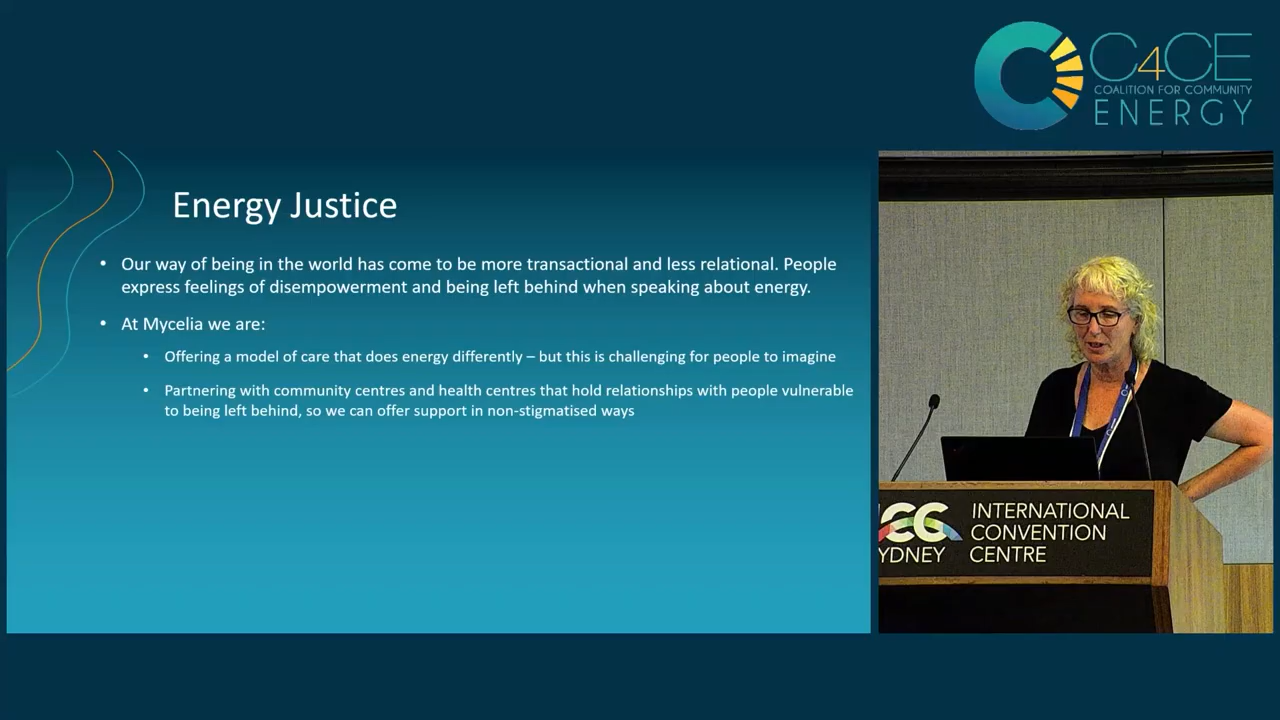 C4CE
COALITION FOR COMMUNITY
ENERGY
Energy Justice
• Our way of being in the world has come to be more transactional and less relational. People
express feelings of disempowerment and being left behind when speaking about energy.
• At Mycelia we are:
• Offering a model of care that does energy differently – but this is challenging for people to imagine
• Partnering with community centres and health centres that hold relationships with people vulnerable
to being left behind, so we can offer support in non-stigmatised ways
ICC
YDNEY
INTERNATIONAL
CONVENTION
CENTRE